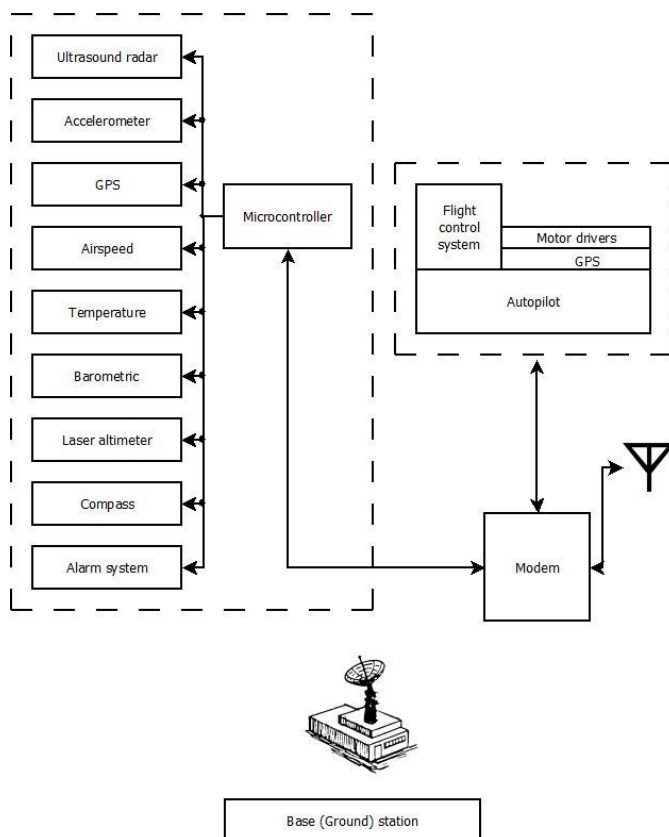 Ultrasound radar
Accelerometer
GPS
Airspeed
Temperature
Barometric
Laser altimeter
Compass
Alarm system
Microcontroller
Flight
control
system
Motor drivers
GPS
Autopilot
Modem
Base (Ground) station